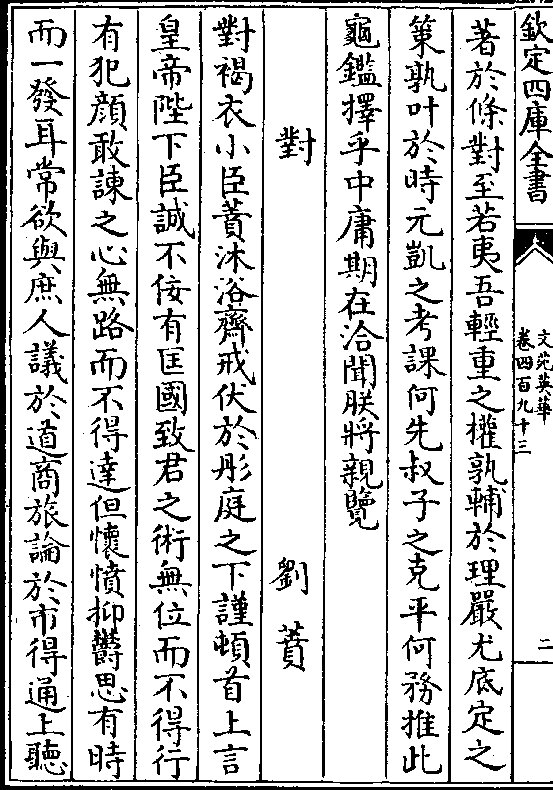 欽定四庫全書
文苑英華
卷四百九十三
二
著於條對至若夷吾輕重之權孰輔於理嚴尤底定之
策孰叶於時元凱之考課何先叔子之克平何務推此
龜鑑擇乎中庸期在洽聞朕將親覽
對 劉蕡
對褐衣小臣蕡沐浴齋戒伏於彤庭之下謹頓首上言
皇帝陛下臣誠不佞有匡國致君之術無位而不得行
有犯顔敢諫之心無路而不得達但懷憤抑鬱思有時
而一發耳常欲與庶人議於道商旅論於市得通上聽